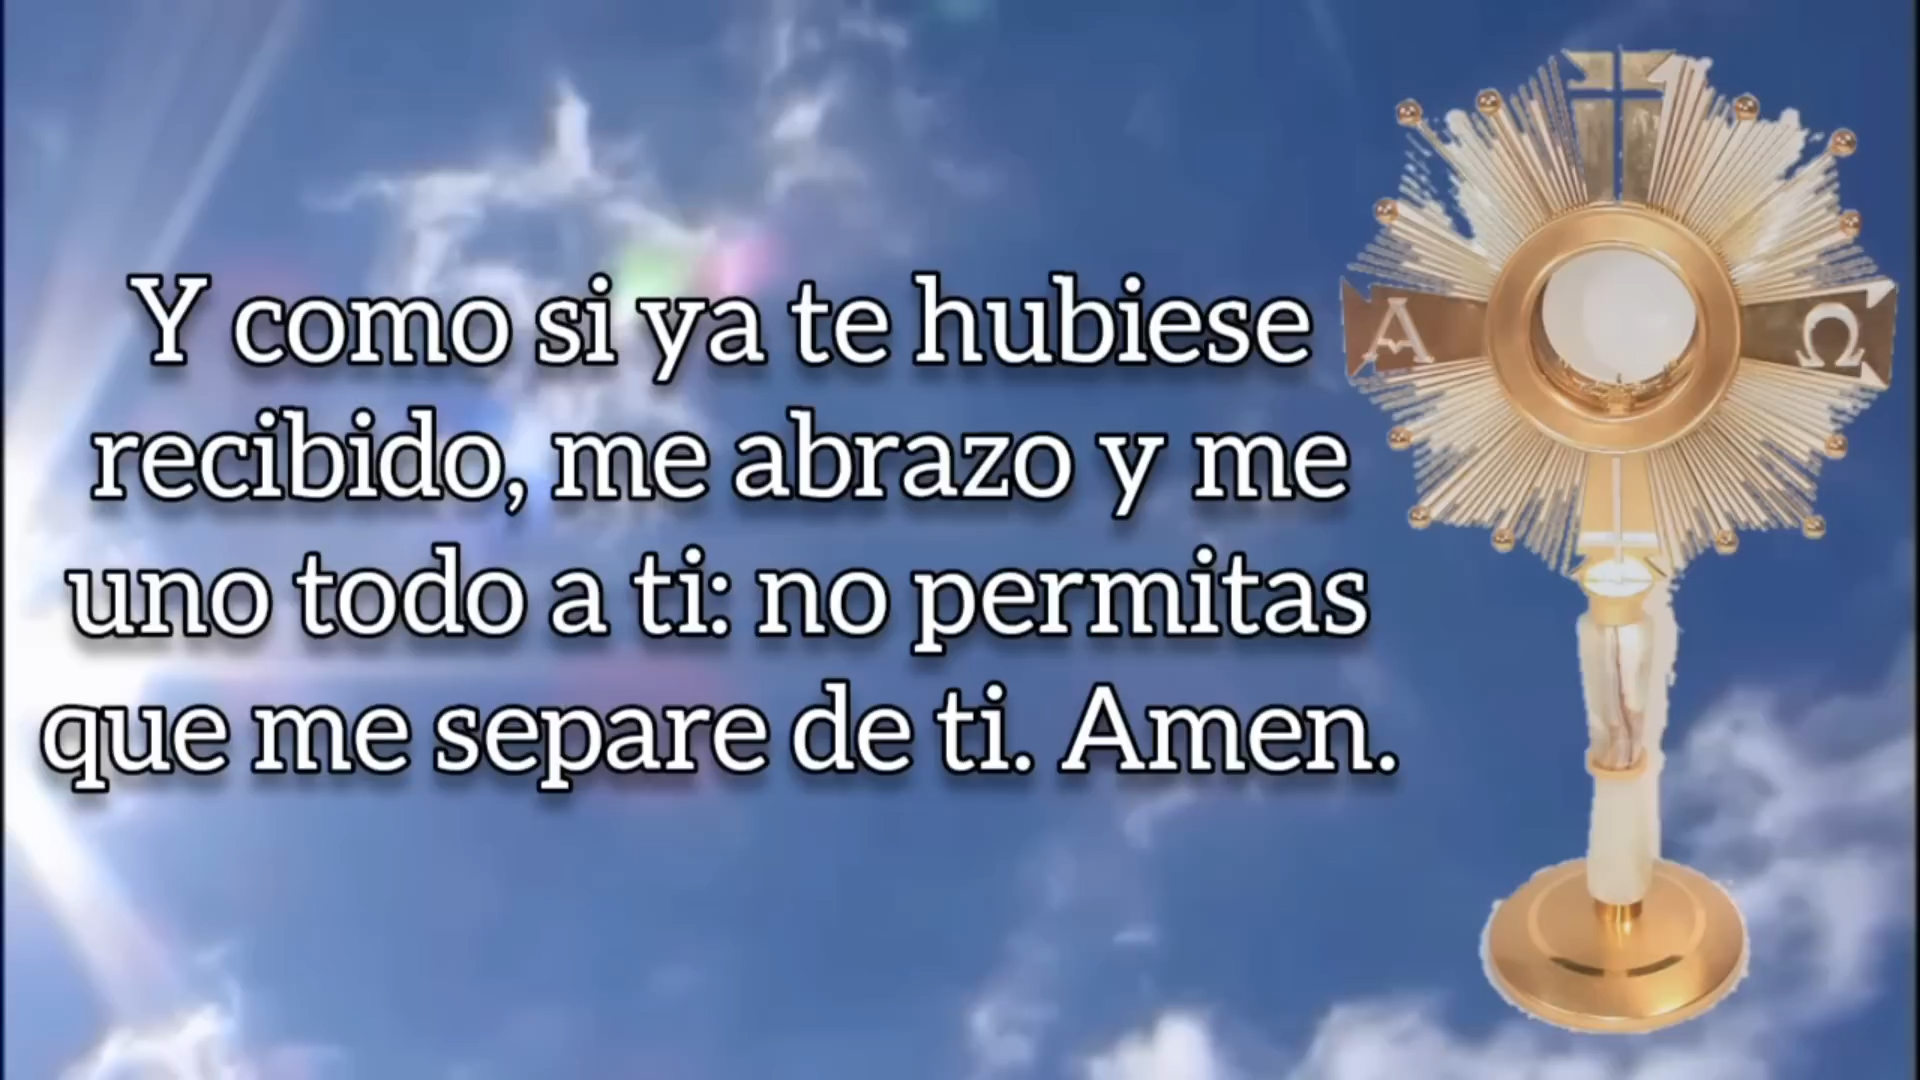 Y como si ya te hubiese
recibido, me abrazo y me
uno todo a ti: no permitas
que me separe de ti. Amen.
Α Ω